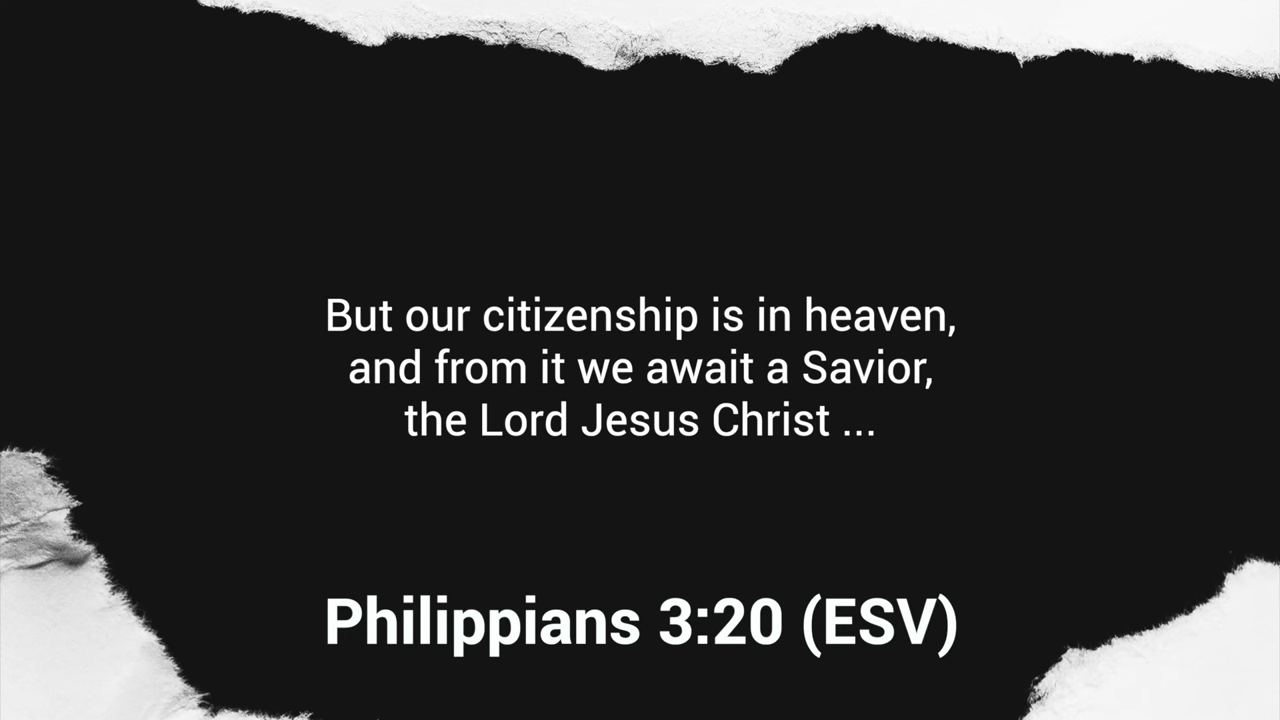 But our citizenship is in heaven,
and from it we await a Savior,
the Lord Jesus Christ ...
Philippians 3:20 (ESV)